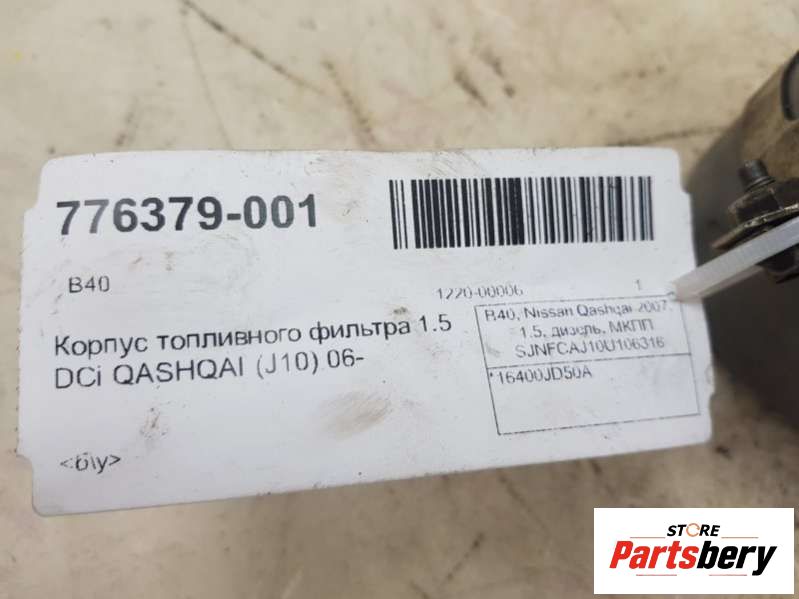 776379-001
B40
1220-00006 1
Корпус топливного фильтра 1.5
DCi QASHQAI (J10) 06-
<бу>
B40, Nissan Qashqai 2007.
1.5, дизель, МКПП
SJNFCAJ10U106316
*16400JD50A
STORE
Partsbery